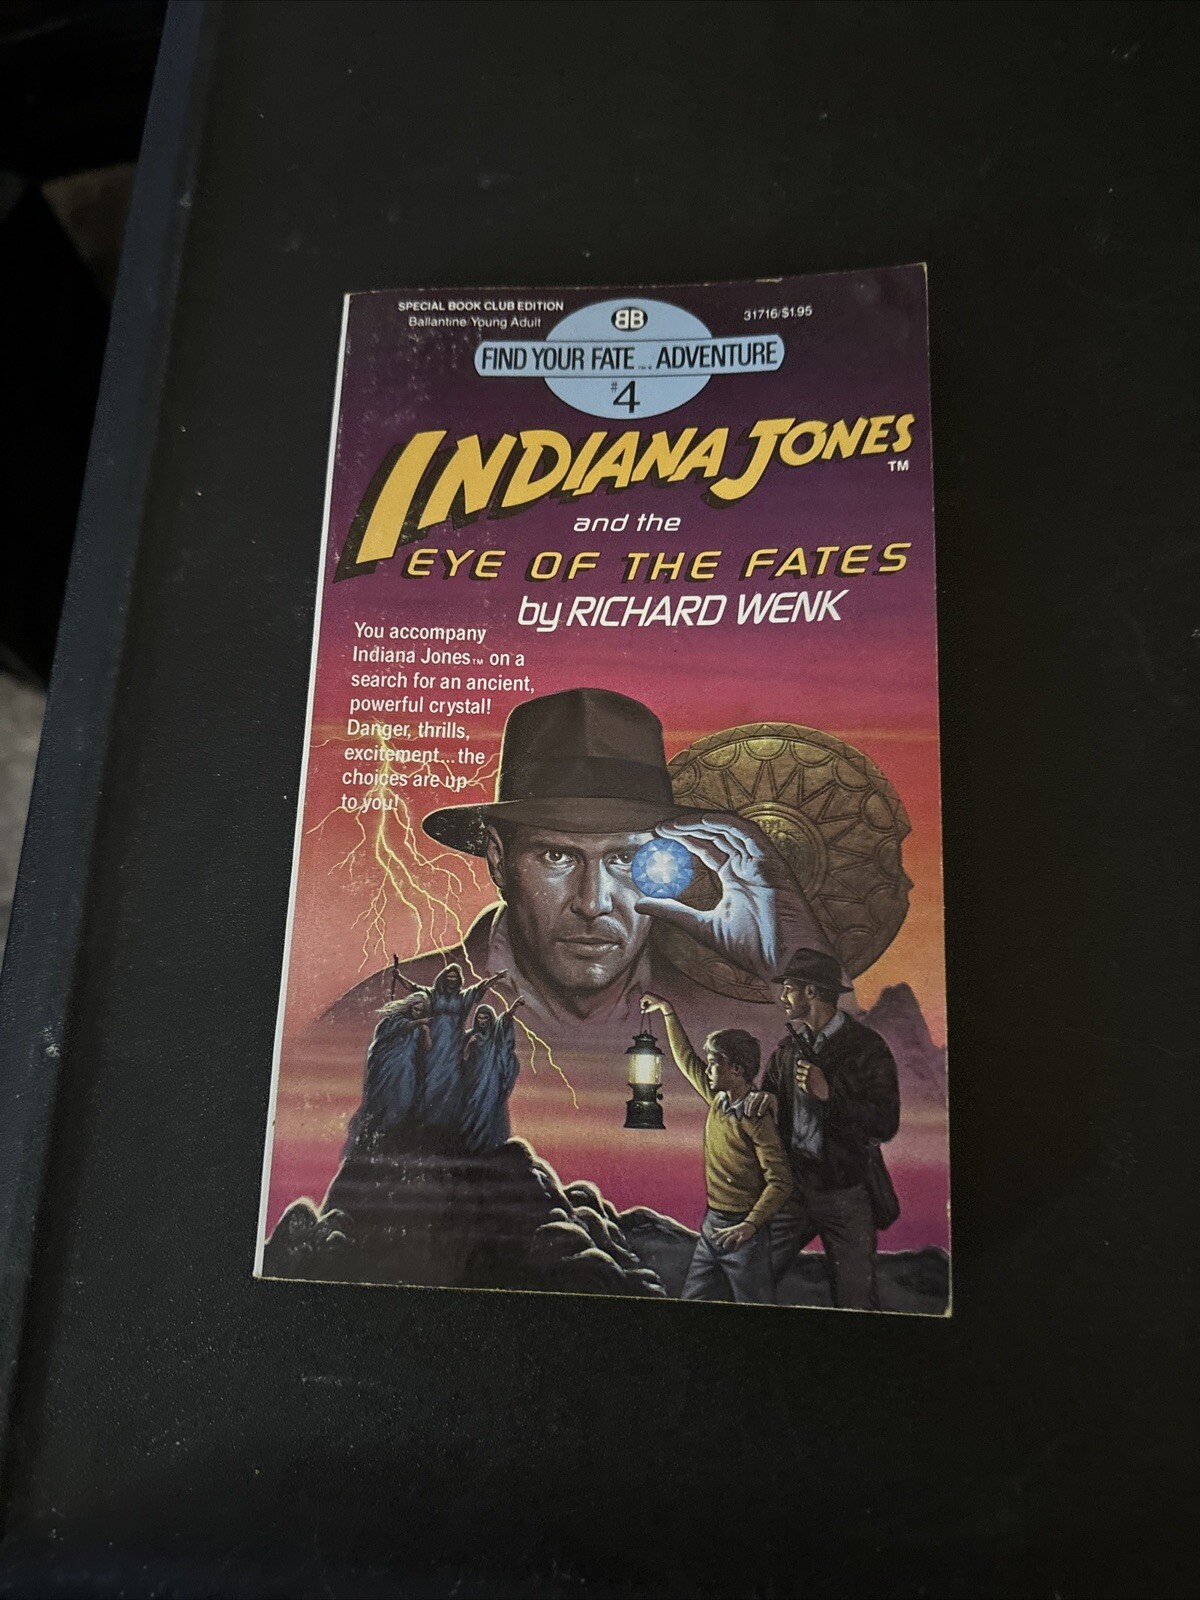 SPECIAL BOOK CLUB EDITION
Ballantine/Young Adult
BB
31716/$1.95
FIND YOUR FATE™ ADVENTURE
#4
INDIANA JONES
TM
and the
EYE OF THE FATES
by RICHARD WENK
You accompany
Indiana Jones™ on a
search for an ancient,
powerful crystal!
Danger, thrills,
excitement...the
choices are up
to you!